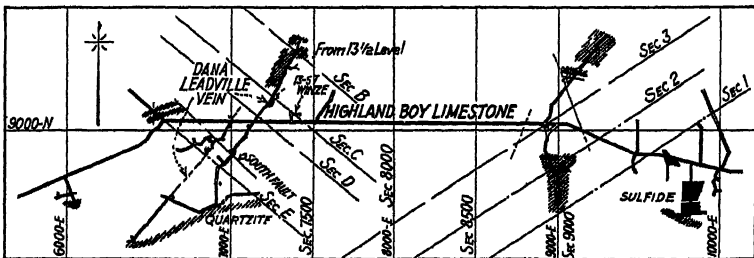 From 13½ Level
DANA
LEADVILLE
VEIN
13-57
WINZE
SEC B
SEC 3
HIGHLAND BOY LIMESTONE
SEC 2
SEC 1
9000-N
SEC C
SEC D
SOUTH FAULT
SEC. E
QUARTZITE
SULFIDE
6000-E
7000-E
SEC. 7500
SEC 8000
8000-E
SEC 8500
9000-E
SEC 9000
10000-E